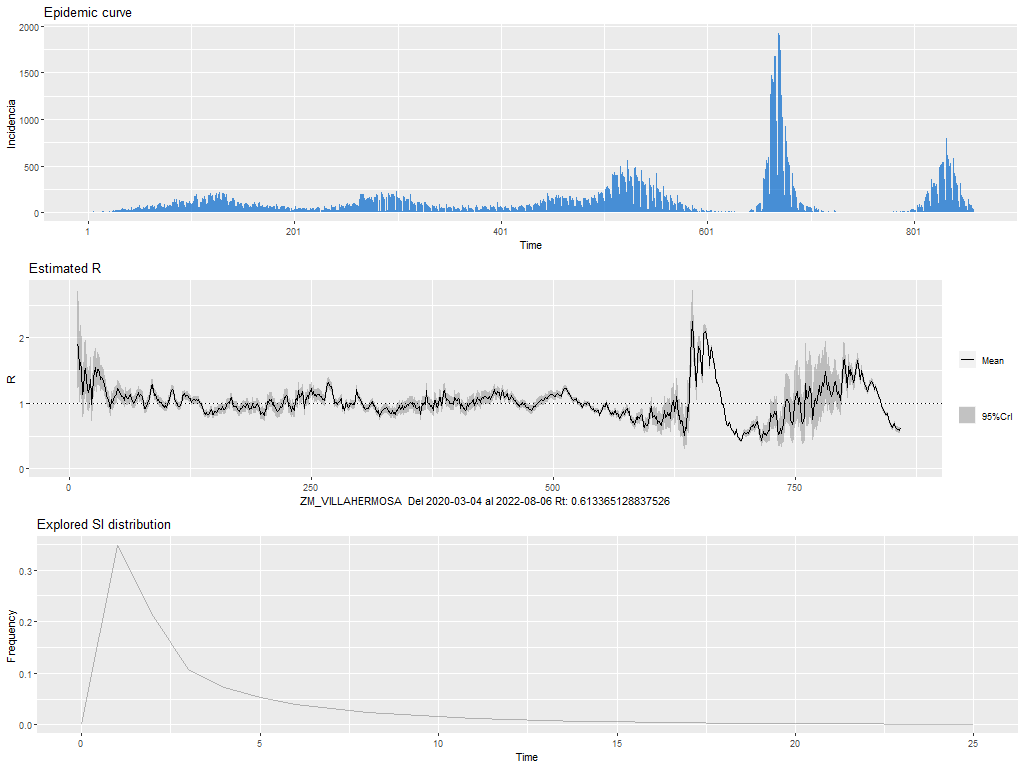 Epidemic curve
2000
1500
1000
500
0
Incidencia
1 201 401 601 801
Time
Estimated R
2
1
0
R
0 250 500 750
Mean
95%CrI
ZM_VILLAHERMOSA Del 2020-03-04 al 2022-08-06 Rt: 0.613365128837526
Explored SI distribution
0.3
0.2
0.1
0.0
Frequency
0 5 10 15 20 25
Time